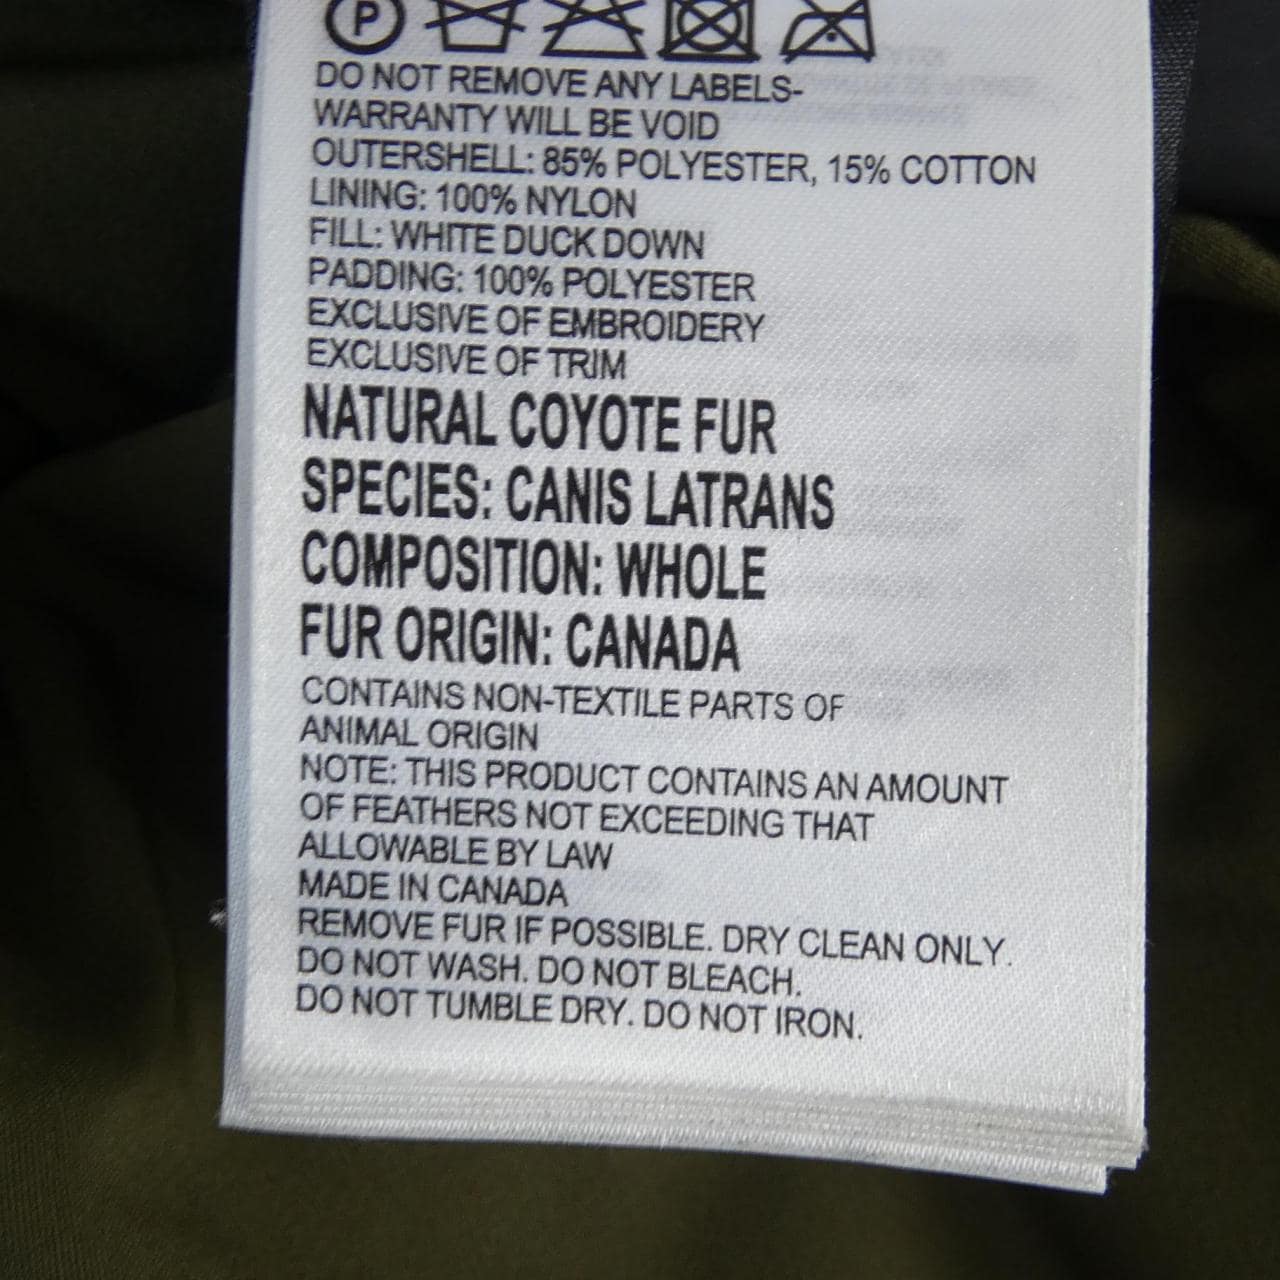 P
DO NOT REMOVE ANY LABELS-
WARRANTY WILL BE VOID
OUTERSHELL: 85% POLYESTER, 15% COTTON
LINING: 100% NYLON
FILL: WHITE DUCK DOWN
PADDING: 100% POLYESTER
EXCLUSIVE OF EMBROIDERY
EXCLUSIVE OF TRIM
NATURAL COYOTE FUR
SPECIES: CANIS LATRANS
COMPOSITION: WHOLE
FUR ORIGIN: CANADA
CONTAINS NON-TEXTILE PARTS OF
ANIMAL ORIGIN
NOTE: THIS PRODUCT CONTAINS AN AMOUNT
OF FEATHERS NOT EXCEEDING THAT
ALLOWABLE BY LAW
MADE IN CANADA
REMOVE FUR IF POSSIBLE. DRY CLEAN ONLY.
DO NOT WASH. DO NOT BLEACH.
DO NOT TUMBLE DRY. DO NOT IRON.